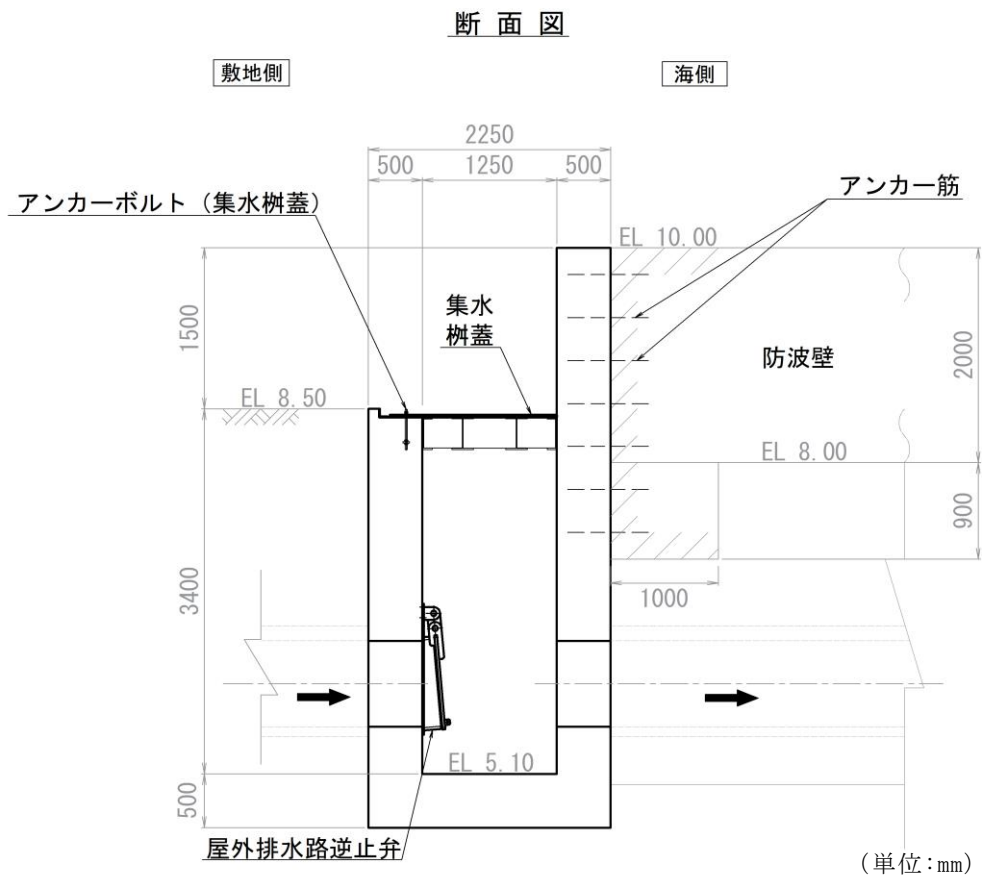 断面図
敷地側
海側
2250
500
1250
500
アンカーボルト（集水桝蓋）
アンカー筋
EL 10.00
1500
集水
桝蓋
防波壁
2000
EL 8.50
EL 8.00
900
3400
1000
EL 5.10
500
屋外排水路逆止弁
(単位:mm)